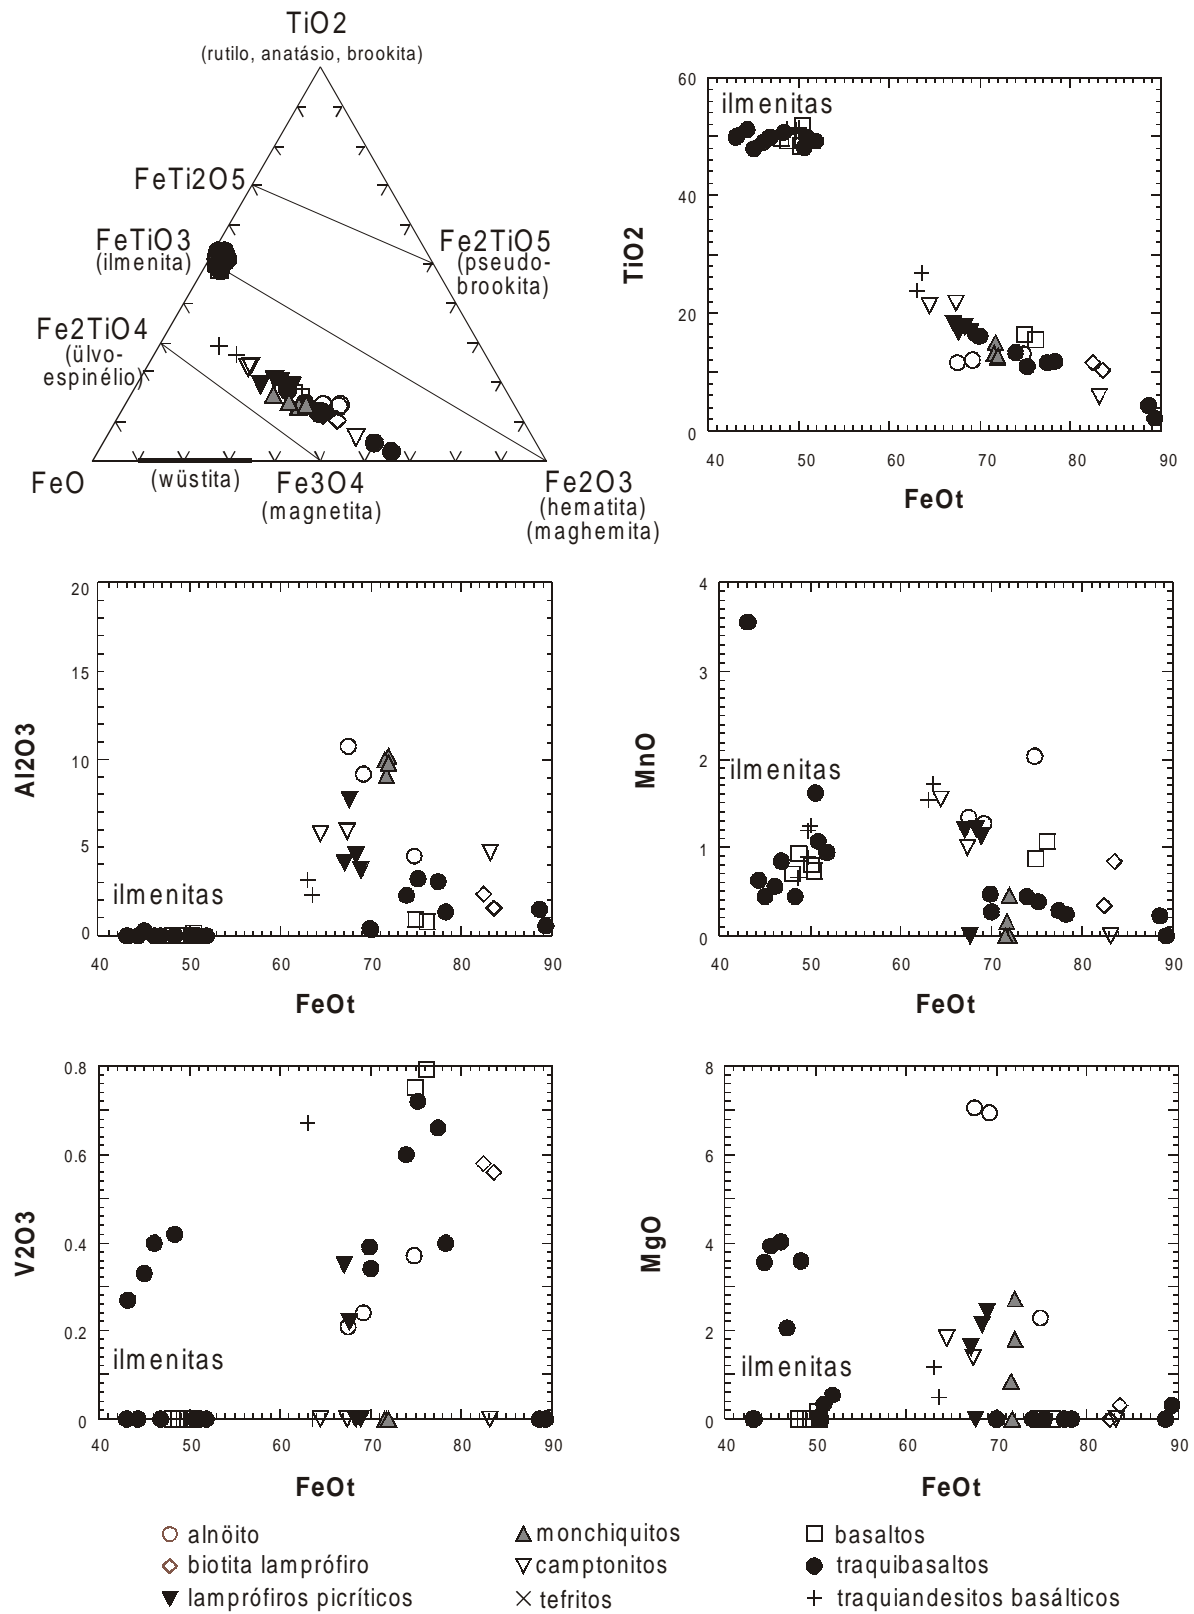 TiO2
(rutilo, anatásio, brookita)
FeTi2O5
FeTiO3
(ilmenita)
Fe2TiO5
(pseudo-
brookita)
Fe2TiO4
(ülvo-
espinélio)
FeO
(wüstita)
Fe3O4
(magnetita)
Fe2O3
(hematita)
(maghemita)
60
40
20
0
ilmenitas
TiO2
40 50 60 70 80 90
FeOt
20
15
10
5
0
Al2O3
ilmenitas
40 50 60 70 80 90
FeOt
4
3
2
1
0
MnO
ilmenitas
40 50 60 70 80 90
FeOt
0.8
0.6
0.4
0.2
0
V2O3
ilmenitas
40 50 60 70 80 90
FeOt
8
6
4
2
0
MgO
ilmenitas
40 50 60 70 80 90
FeOt
alnöito
biotita lamprófiro
lamprófiros picríticos
monchiquitos
camptonitos
tefritos
basaltos
traquibasaltos
traquiandesitos basálticos